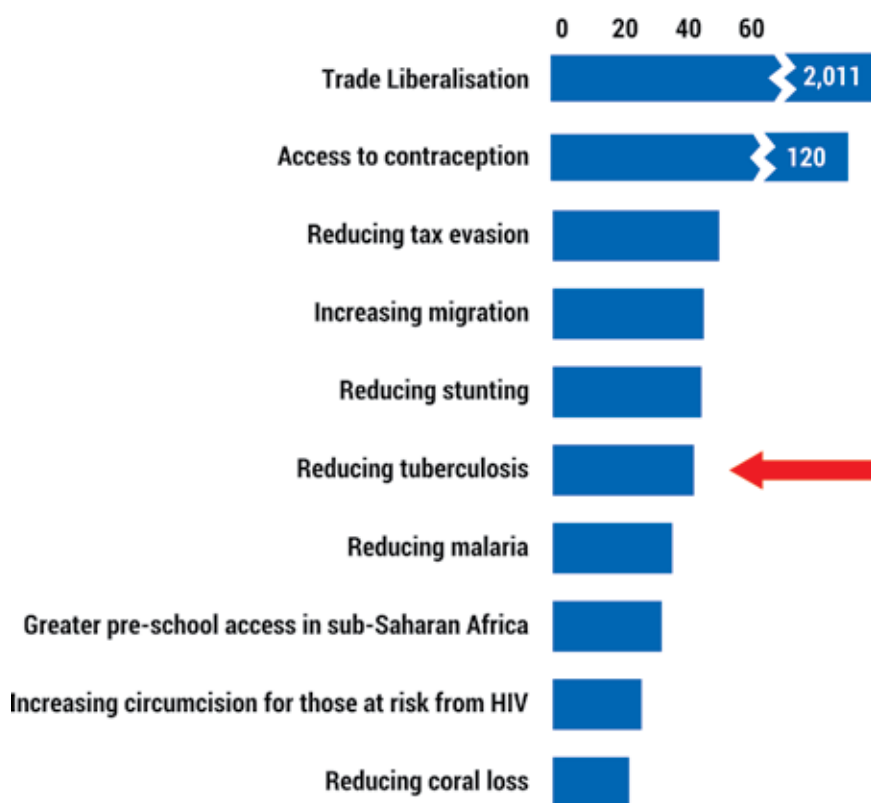 0 20 40 60
Trade Liberalisation 2,011
Access to contraception 120
Reducing tax evasion
Increasing migration
Reducing stunting
Reducing tuberculosis
Reducing malaria
Greater pre-school access in sub-Saharan Africa
Increasing circumcision for those at risk from HIV
Reducing coral loss